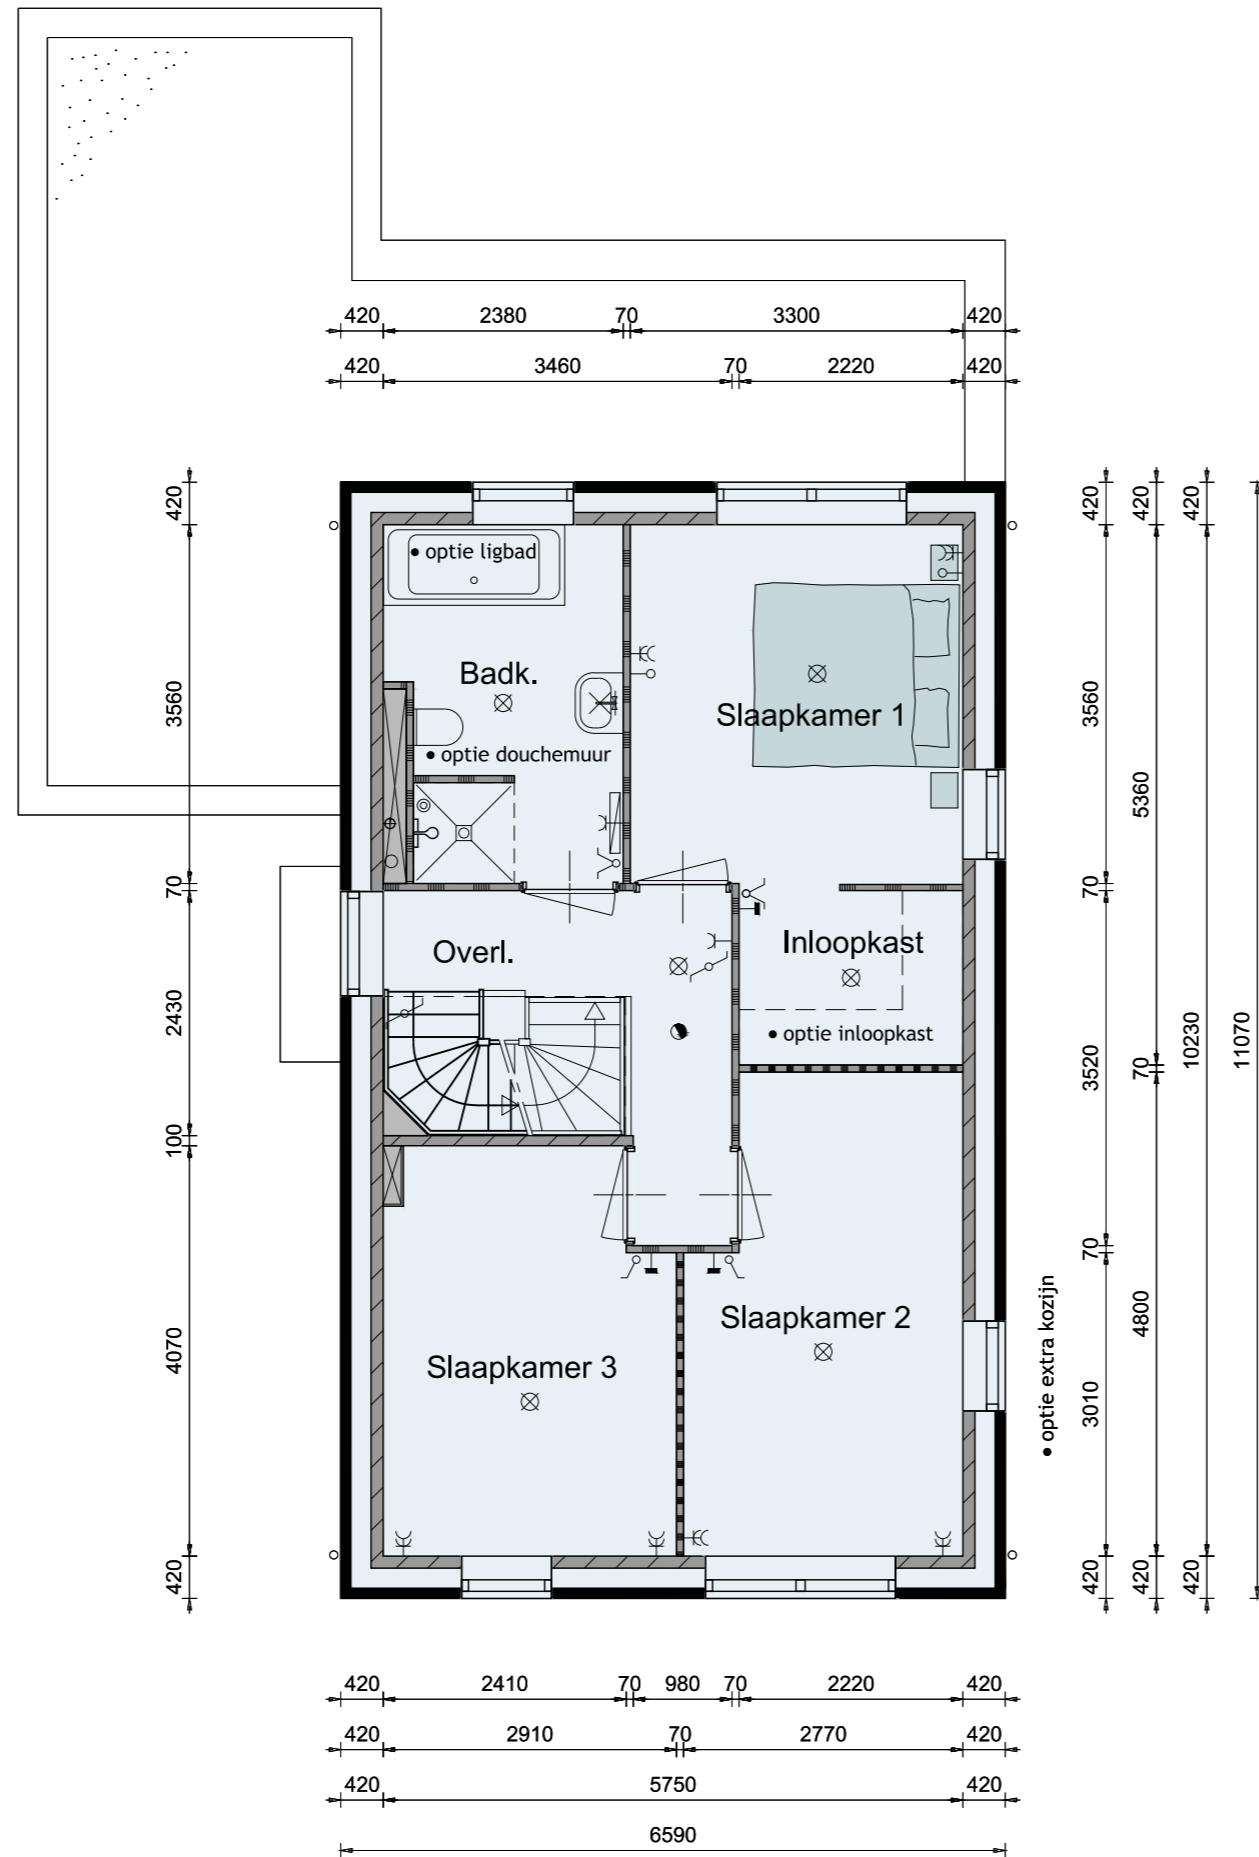 420 2380 70 3300 420
420 3460 70 2220 420
420
3560
70
2430
100
4070
420
420
3560
70
3520
70
3010
420
420
5360
70
4800
420
420
10230
420
11070
• optie ligbad
Badk.
Slaapkamer 1
• optie douchemuur
Overl.
Inloopkast
• optie inloopkast
Slaapkamer 2
Slaapkamer 3
• optie extra kozijn
420 2410 70 980 70 2220 420
420 2910 70 2770 420
420 5750 420
6590